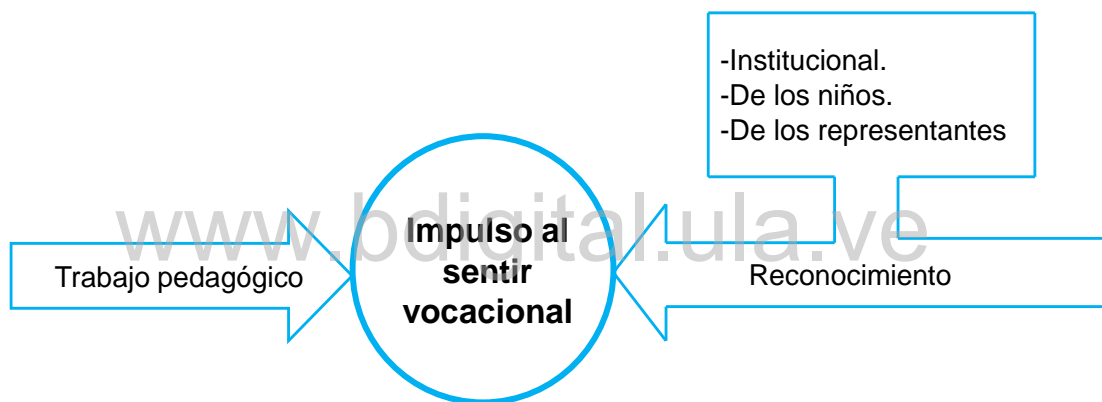 -Institucional.
-De los niños.
-De los representantes
www.bdigital.ula.ve
Impulso al
sentir
vocacional
Trabajo pedagógico
Reconocimiento